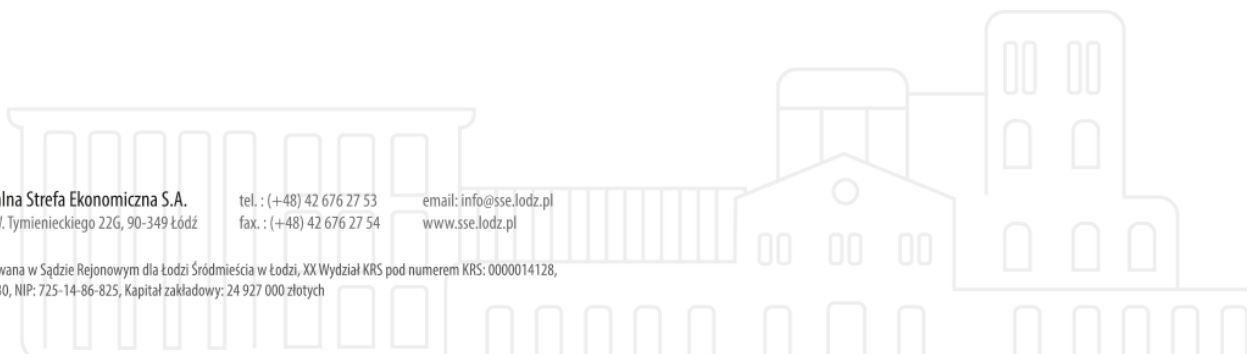 lna Strefa Ekonomiczna S.A.
tel. : (+48) 42 676 27 53
email: info@sse.lodz.pl
. Tymienieckiego 22G, 90-349 Łódź
fax. : (+48) 42 676 27 54
www.sse.lodz.pl
wana w Sądzie Rejonowym dla Łodzi Śródmieścia w Łodzi, XX Wydział KRS pod numerem KRS: 0000014128,
30, NIP: 725-14-86-825, Kapitał zakładowy: 24 927 000 złotych